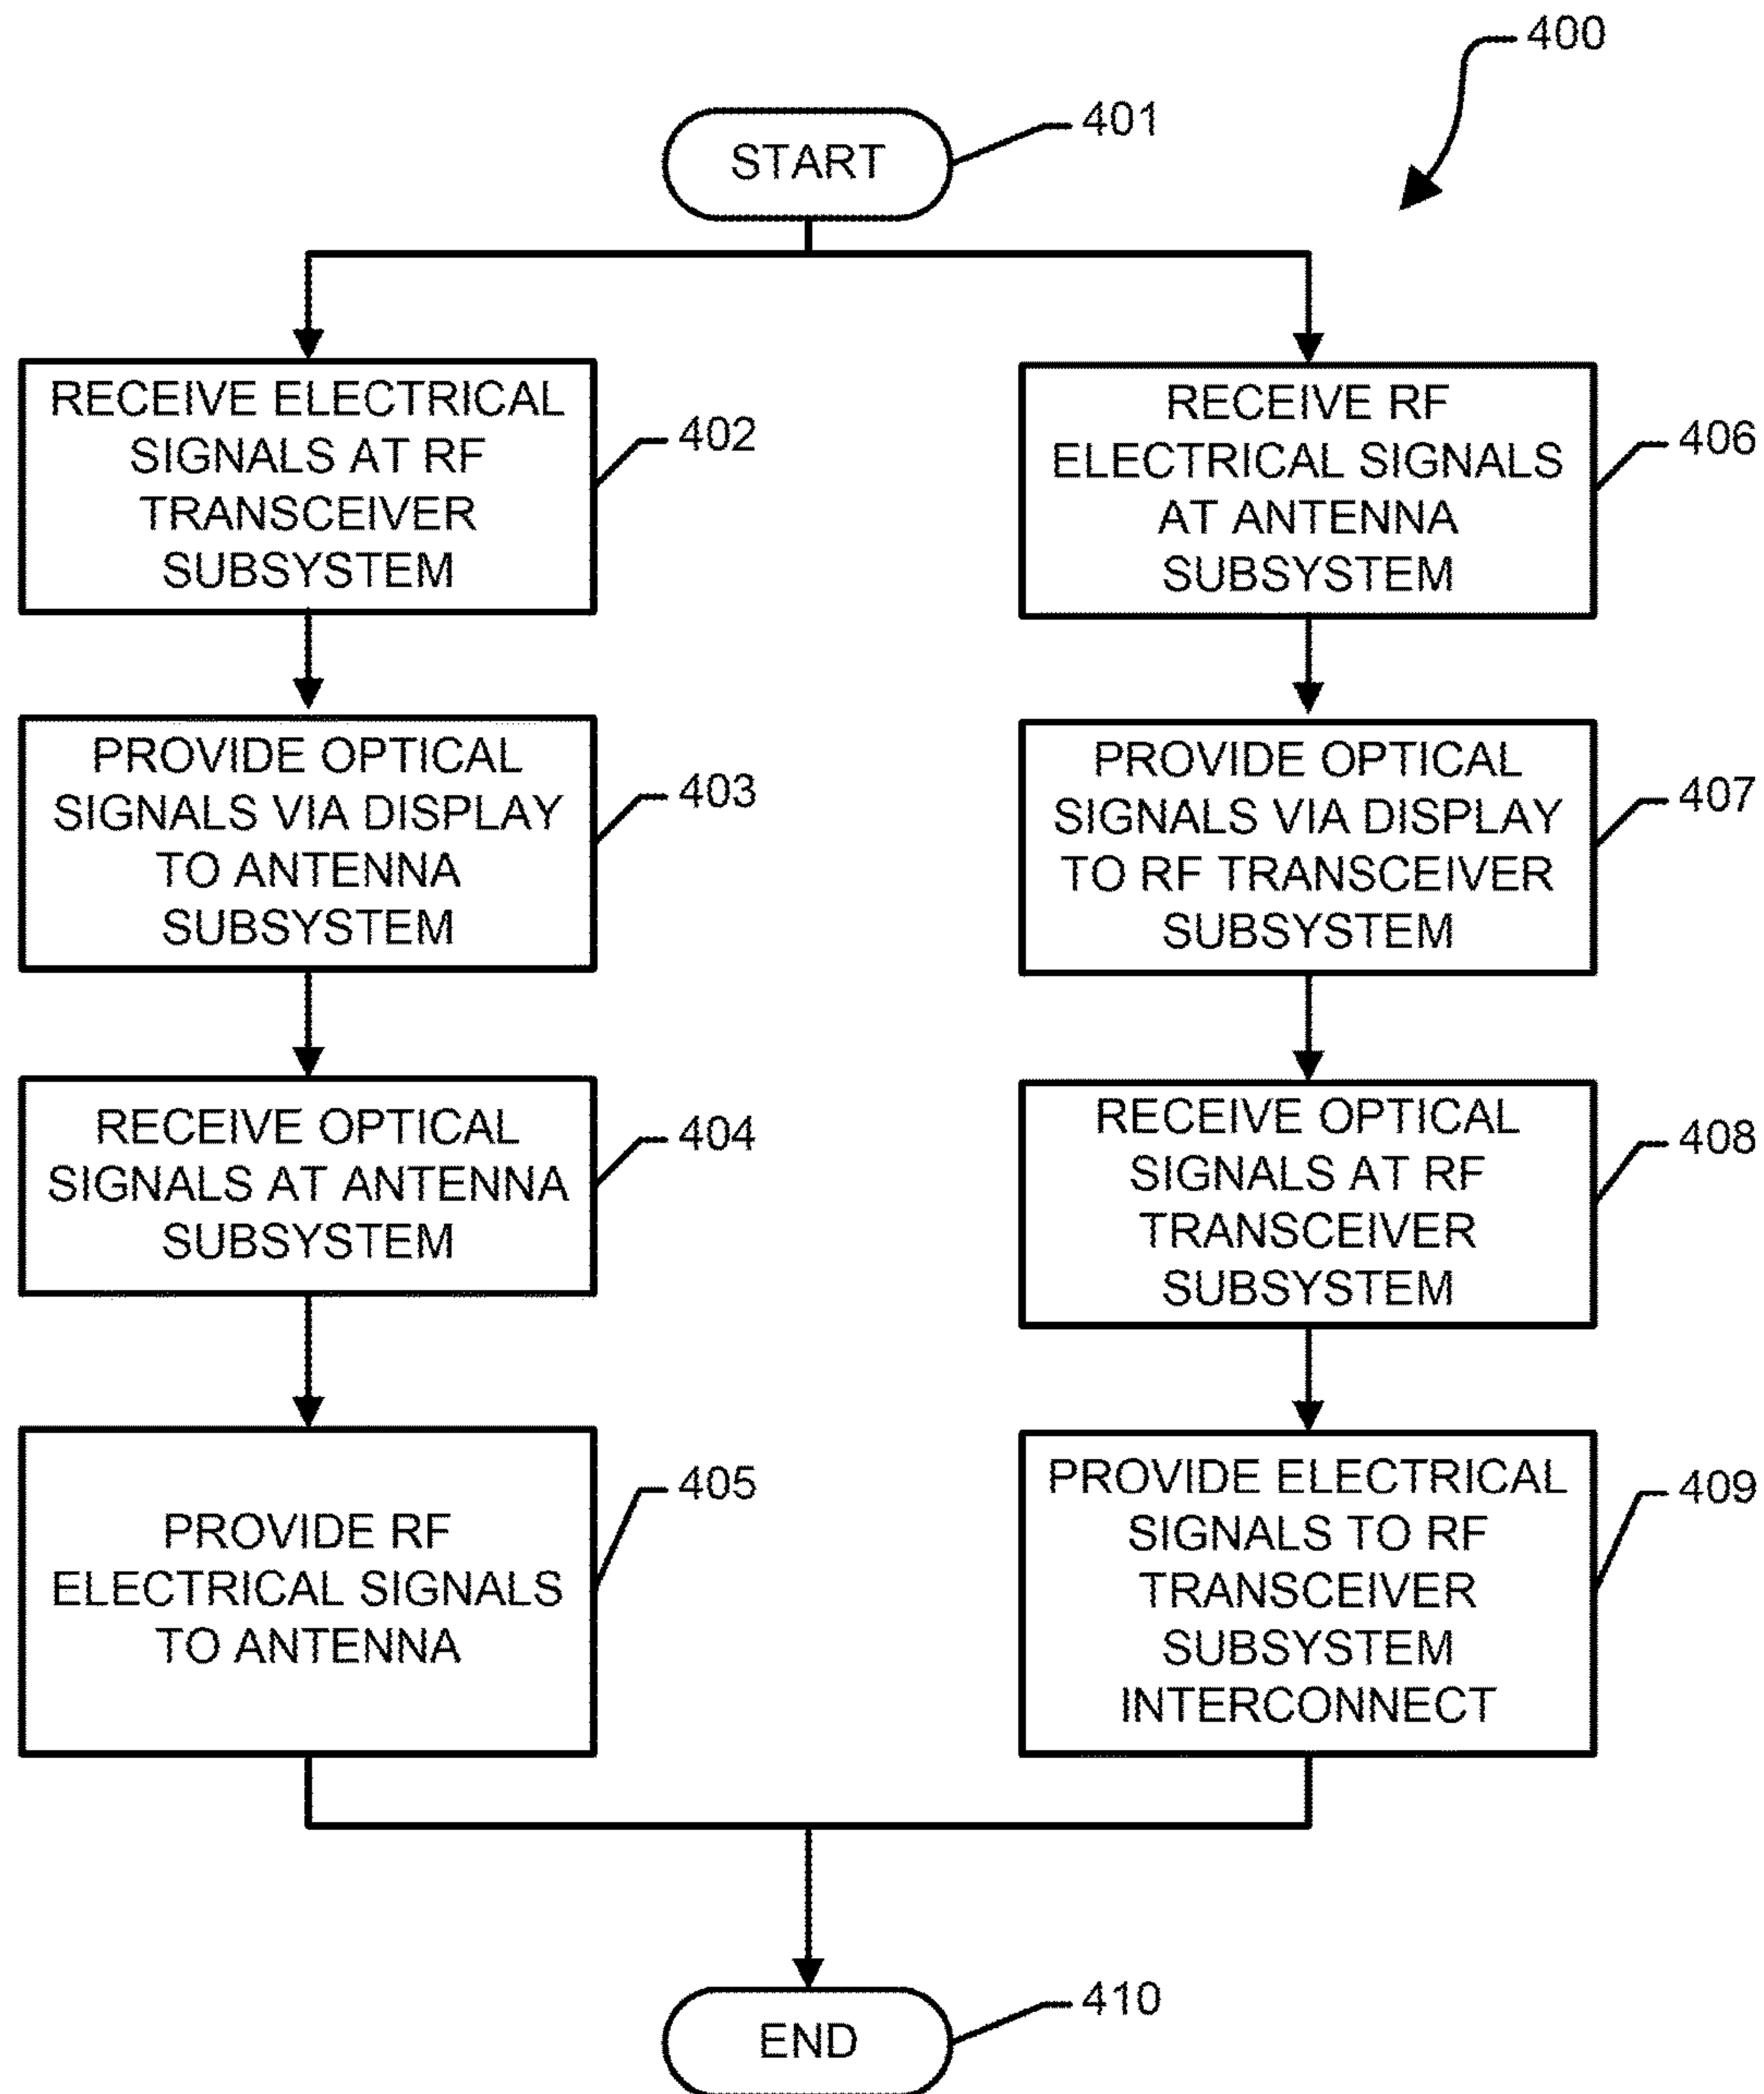 400
START
401
RECEIVE ELECTRICAL
SIGNALS AT RF
TRANSCEIVER
SUBSYSTEM
402
PROVIDE OPTICAL
SIGNALS VIA DISPLAY
TO ANTENNA
SUBSYSTEM
403
RECEIVE OPTICAL
SIGNALS AT ANTENNA
SUBSYSTEM
404
PROVIDE RF
ELECTRICAL SIGNALS
TO ANTENNA
405
RECEIVE RF
ELECTRICAL SIGNALS
AT ANTENNA
SUBSYSTEM
406
PROVIDE OPTICAL
SIGNALS VIA DISPLAY
TO RF TRANSCEIVER
SUBSYSTEM
407
RECEIVE OPTICAL
SIGNALS AT RF
TRANSCEIVER
SUBSYSTEM
408
PROVIDE ELECTRICAL
SIGNALS TO RF
TRANSCEIVER
SUBSYSTEM
INTERCONNECT
409
END
410